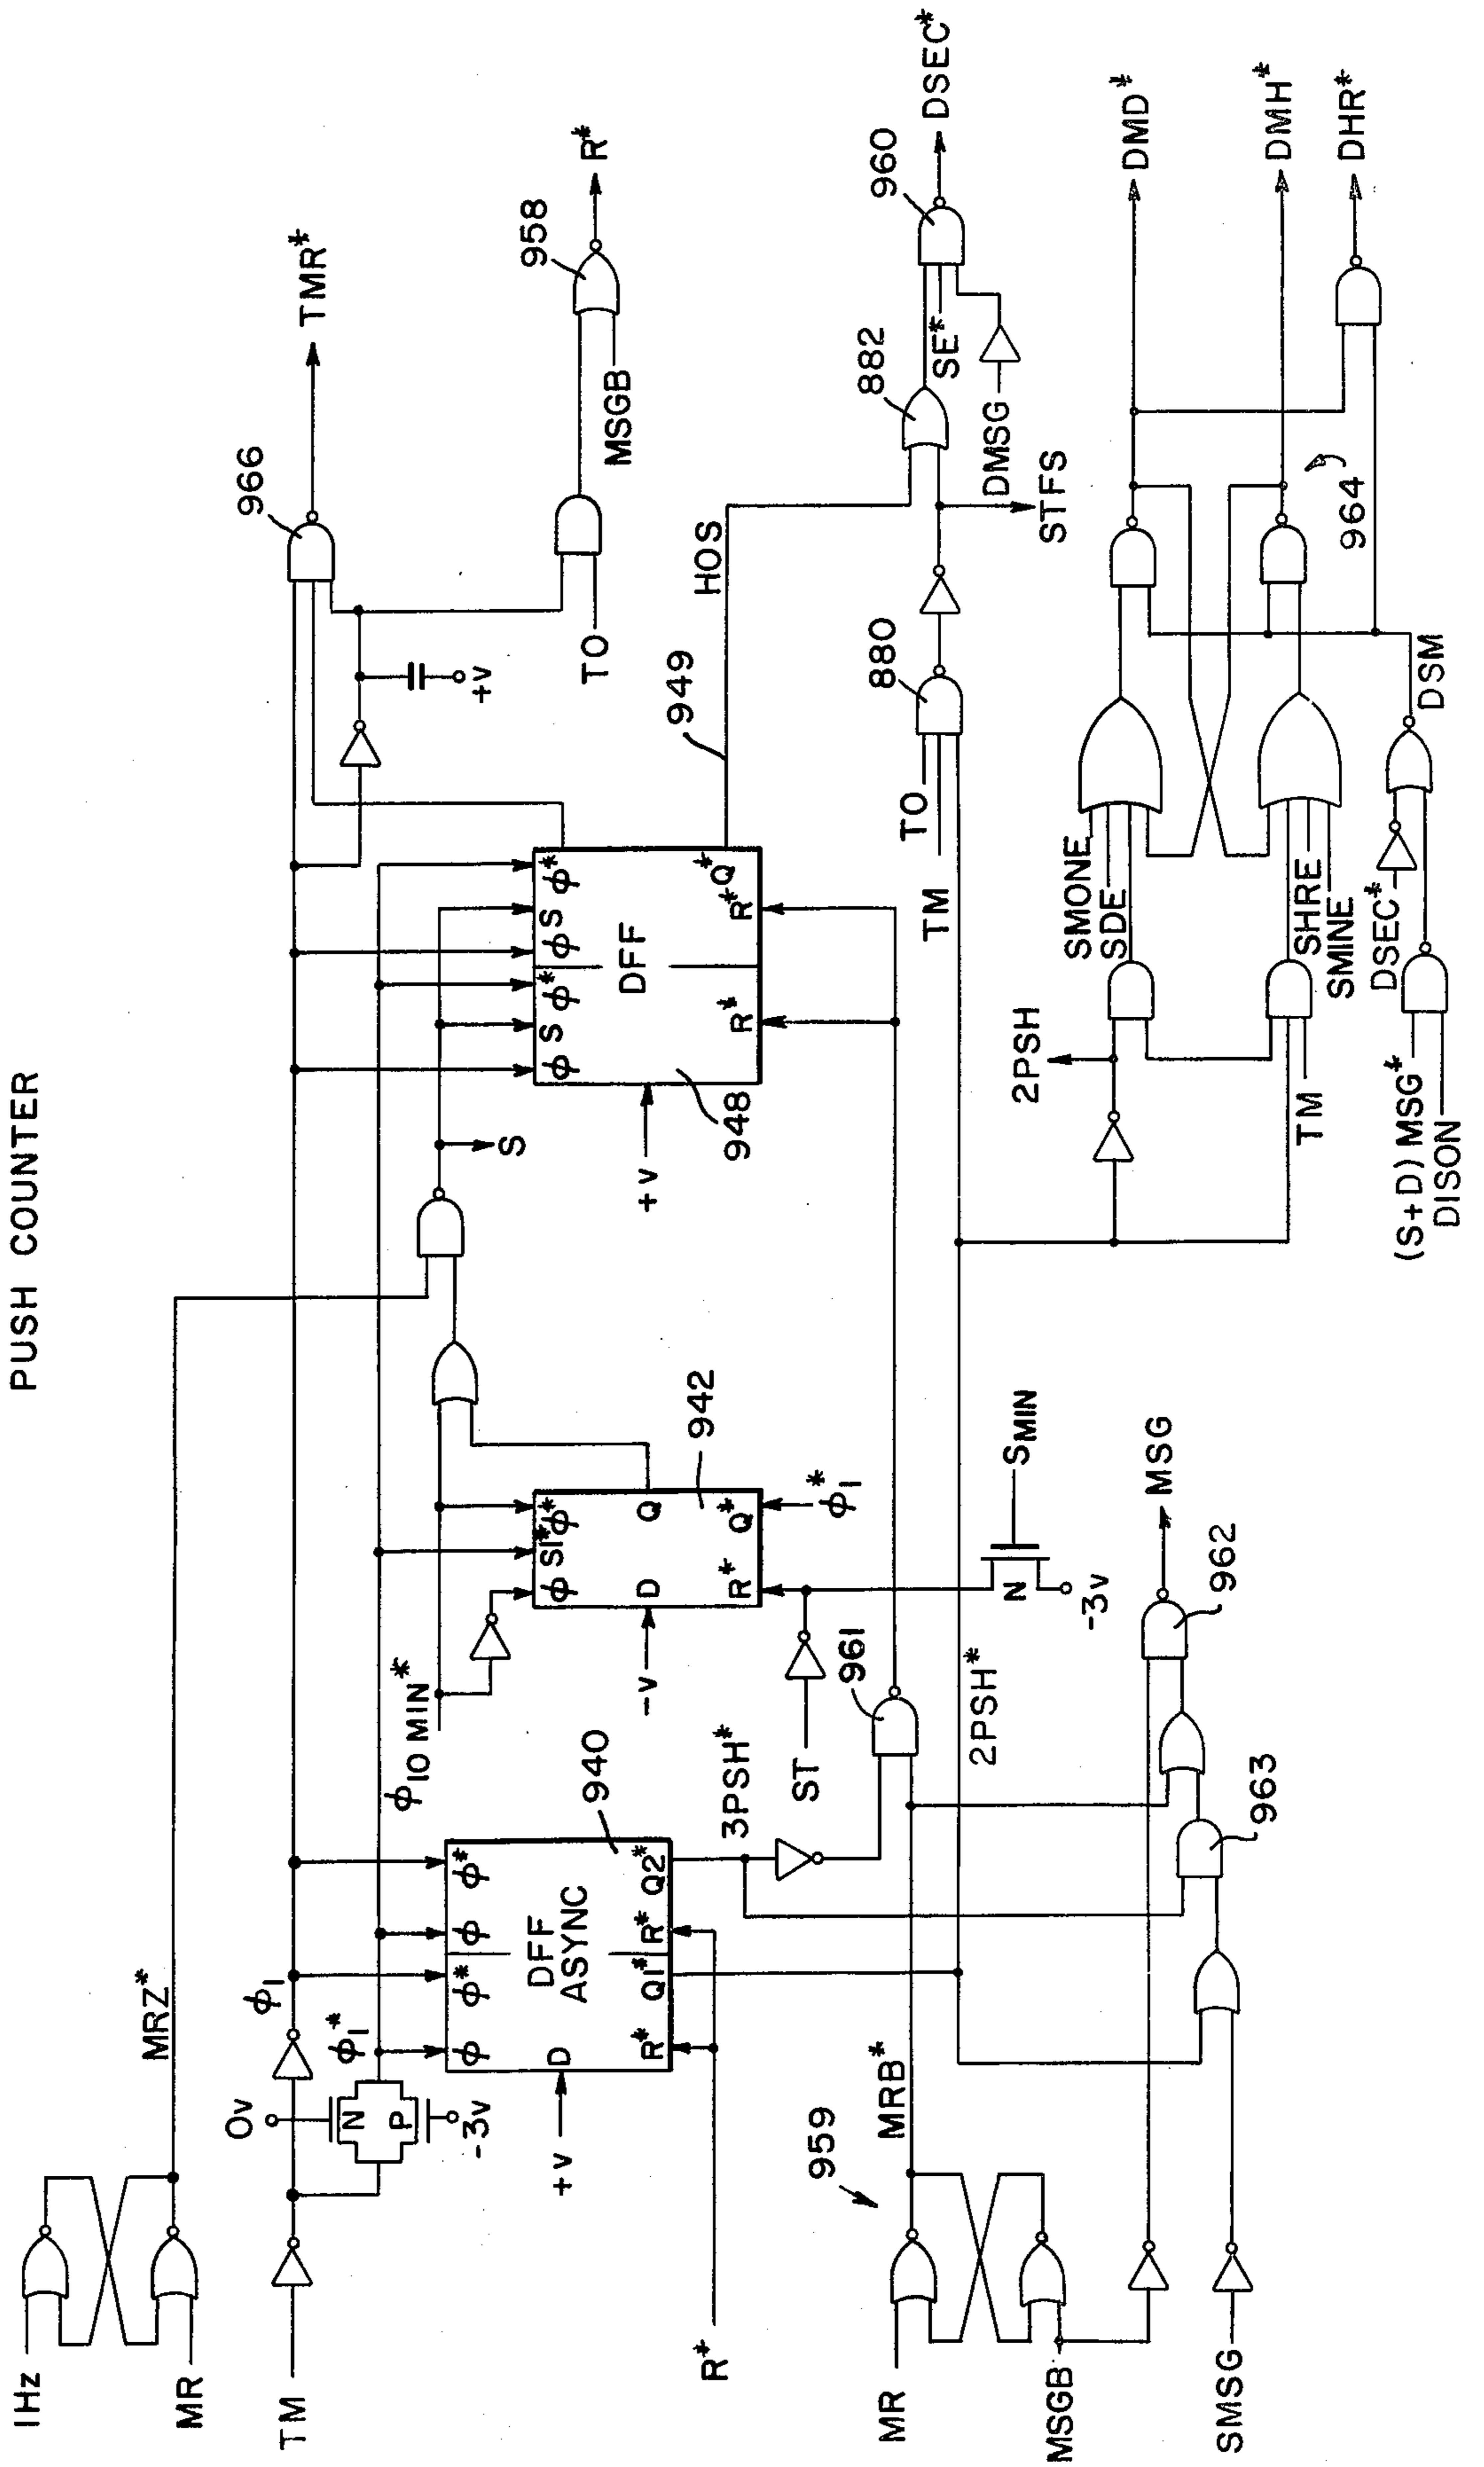 PUSH COUNTER
1Hz
MR
MRZ*
TM
0v
N
P
-3v
φ1
φ1*
φ φ* φ φ*
DFF
ASYNC
D
+V
R* Q1* R* Q2*
940
R*
φ10 MIN*
φ S1* φ*
D Q
R* Q*
-V
942
φ1*
ST
N
-3v
SMIN
S
φ S φ* φ S φ*
DFF
R* R* Q*
+V
948
949
HOS
966
TMR*
+V
TO
MSGB
958
R*
3PSH*
961
2PSH*
959
MR
MRB*
MSGB
SMSG
963
962
MSG
TO
TM
880
STFS
882
SE*
DMSG
960
DSEC*
2PSH
TM
SMONE
SDE
SHRE
SMINE
DSEC*
(S+D) MSG*
DISON
DSM
964
DMD*
DMH*
DHR*